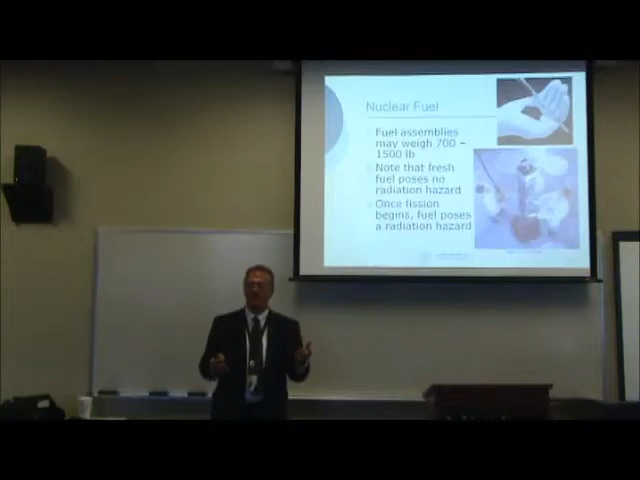 Nuclear Fuel
Fuel assemblies
may weigh 700 –
1500 lb
Note that fresh
fuel poses no
radiation hazard
Once fission
begins, fuel poses
a radiation hazard